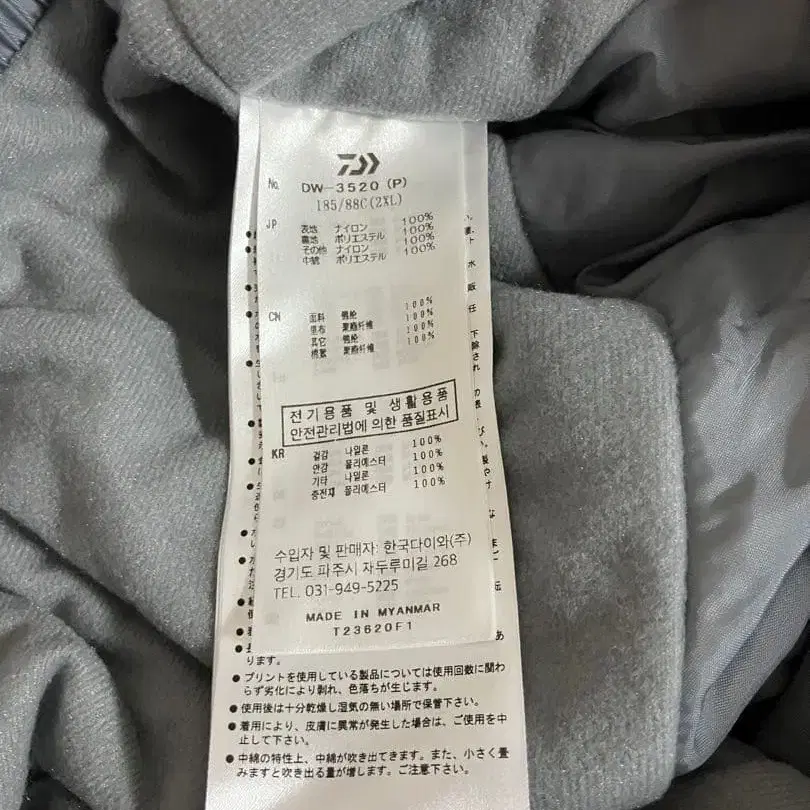 No. DW-3520 (P)
185/88C(2XL)
JP 表地 ナイロン 100%
裏地 ポリエステル 100%
その他 ナイロン 100%
中綿 ポリエステル 100%
CN 面料 锦纶 100%
里布 聚酯纤维 100%
其它 锦纶 100%
棉絮 聚酯纤维 100%
전기용품 및 생활용품
안전관리법에 의한 품질표시
KR 겉감 나일론 100%
안감 폴리에스터 100%
기타 나일론 100%
충전재 폴리에스터 100%
수입자 및 판매자: 한국다이와(주)
경기도 파주시 재두루미길 268
TEL. 031-949-5225
MADE IN MYANMAR
T23620F1
ります。
●プリントを使用している製品については使用回数に関わ
らず劣化により剥れ、色落ちが生じます。
●使用後は十分乾燥し湿気の無い場所で保管下さい。
●着用により、皮膚に異常が発生した場合は、ご使用を中
止して下さい。
●中綿の特性上、中綿が吹き出てきます。また、小さく畳
みますと吹き出る量が増します。ご注意下さい。